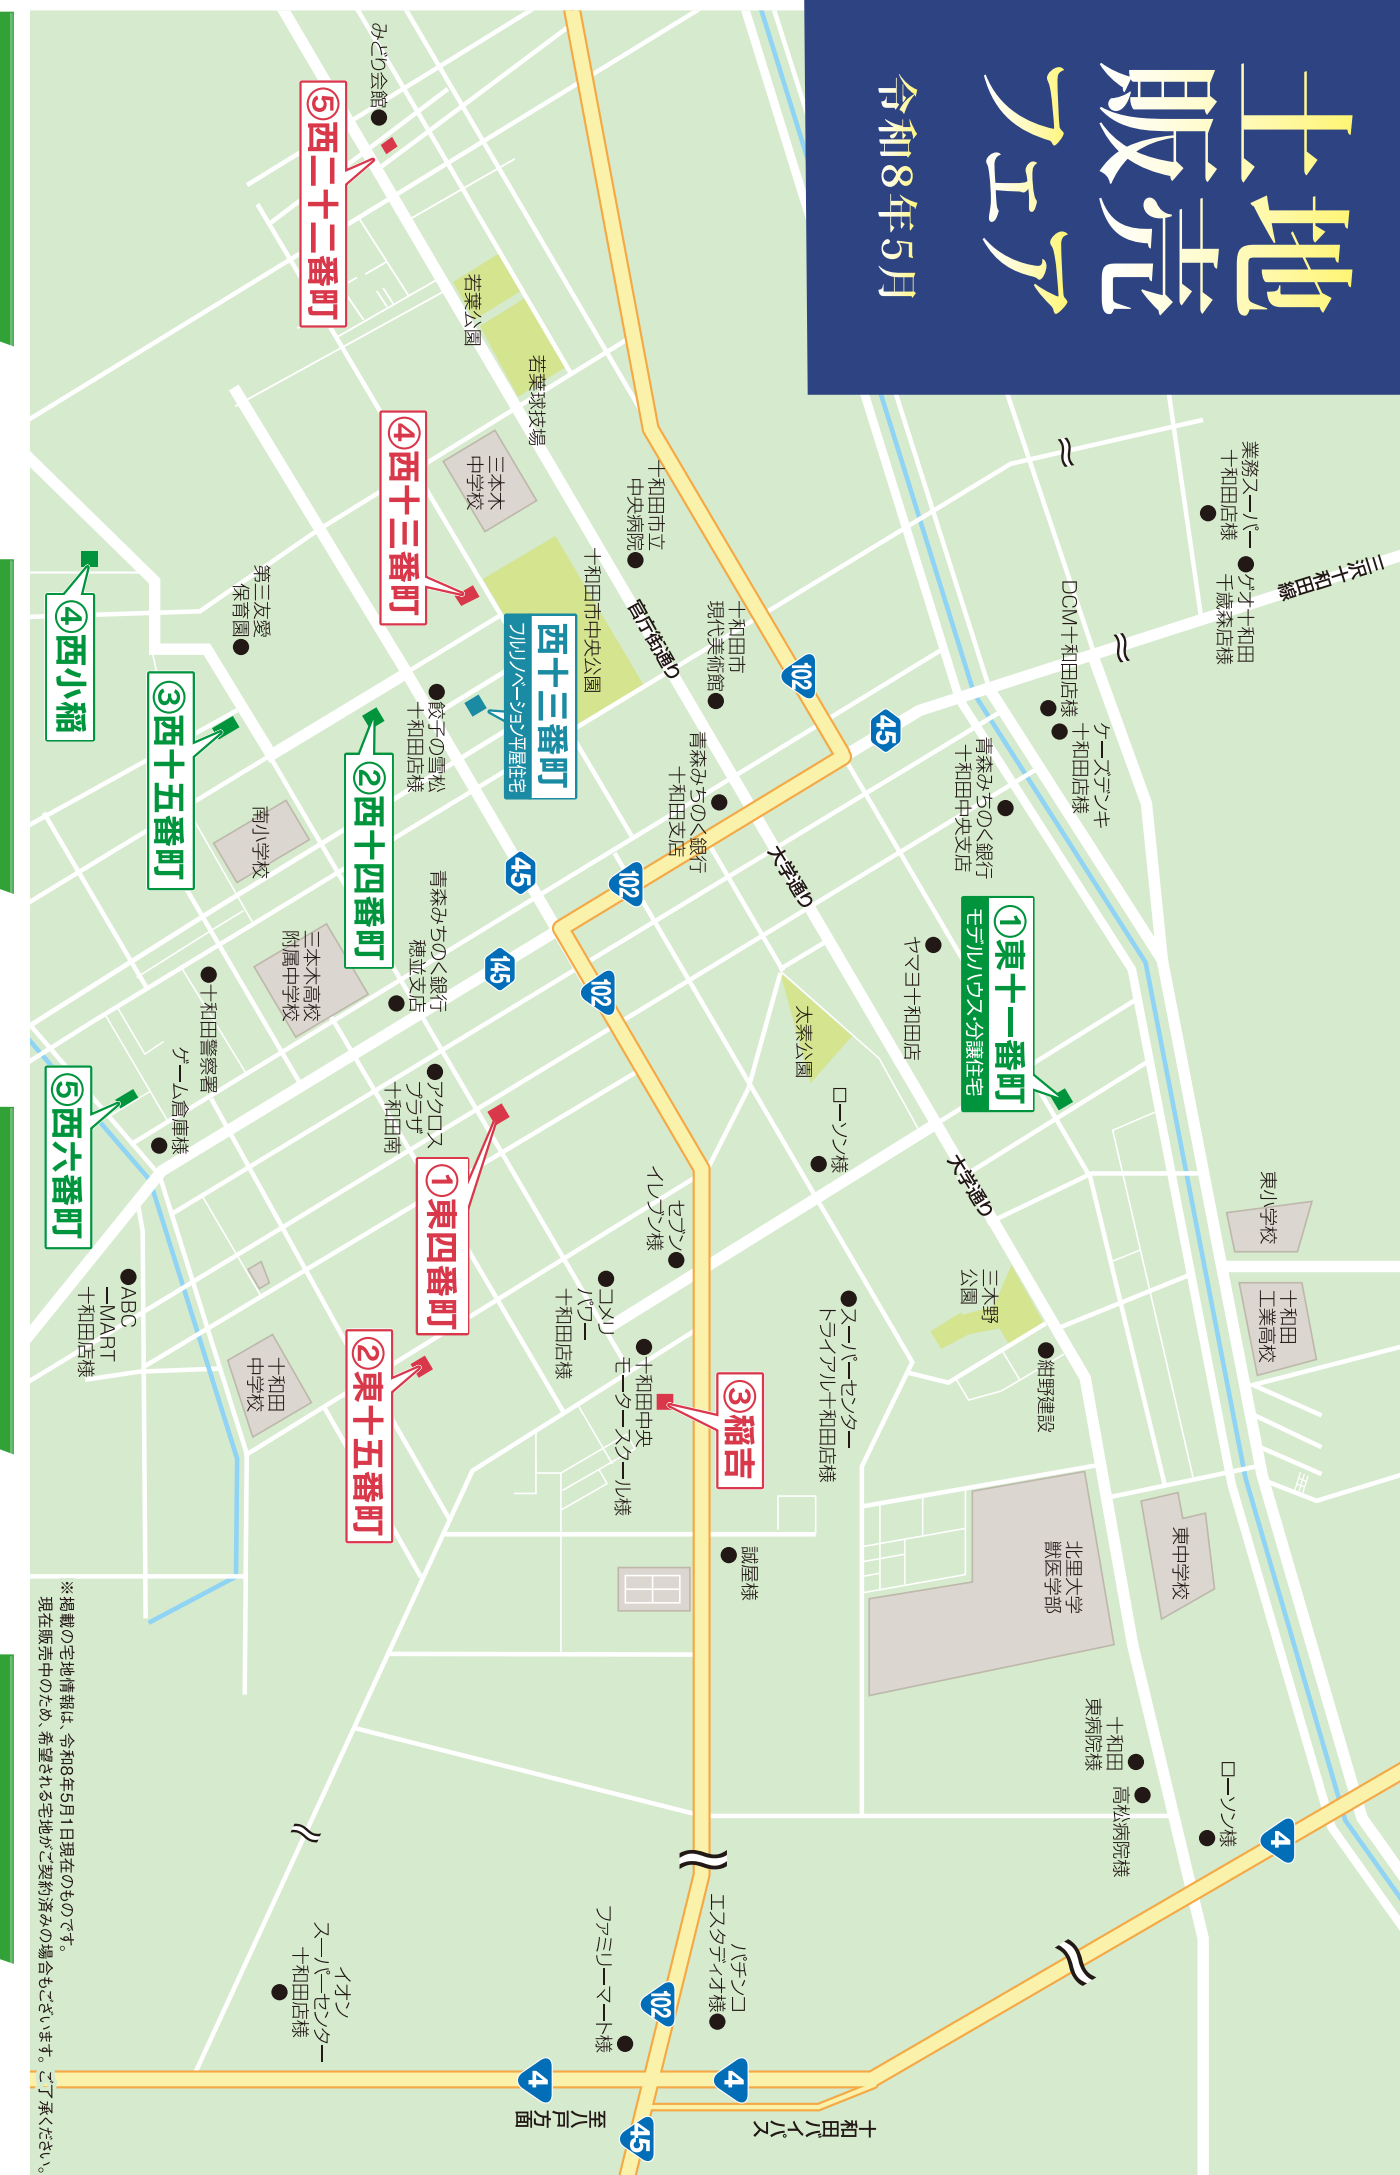 土地
販売
フェア
令和8年5月
みどり会館
⑤西二十二番町
若葉公園
若葉球技場
④西十三番町
三本木
中学校
十和田市立
中央病院
十和田市中央公園
官庁街通り
十和田市
現代美術館
102
45
業務スーパー
十和田店様
ゲオ十和田
千歳森店様
三沢十和田線
DCM十和田店様
ケーズデンキ
十和田店様
青森みちのく銀行
十和田中央支店
④西小稲
第三友愛
保育園
③西十五番町
②西十四番町
餃子の雪松
十和田店様
西十三番町
フルリノベーション平屋住宅
青森みちのく銀行
十和田支店
大学通り
南小学校
45
102
145
102
青森みちのく銀行
穂並支店
三本木高校
附属中学校
十和田警察署
ゲーム倉庫様
⑤西六番町
アクロス
プラザ
十和田南
①東四番町
太素公園
ヤマヨ十和田店
①東十一番町
モデルハウス・分譲住宅
ローソン様
大学通り
東小学校
十和田
工業高校
セブン
イレブン様
コメリ
パワー
十和田店様
十和田中央
モータースクール様
③稲吉
スーパーセンター
トライアル十和田店様
三木野
公園
紺野建設
ABC
ーMART
十和田店様
十和田
中学校
②東十五番町
誠屋様
北里大学
獣医学部
東中学校
十和田
東病院様
高松病院様
ローソン様
4
イオン
スーパーセンター
十和田店様
ファミリーマート様
パチンコ
エスタディオ様
102
4
4
45
至八戸方面
十和田バイパス
※掲載の宅地情報は、令和8年5月1日現在のものです。
現在販売中のため、希望される宅地がご契約済みの場合もございます。ご了承ください。